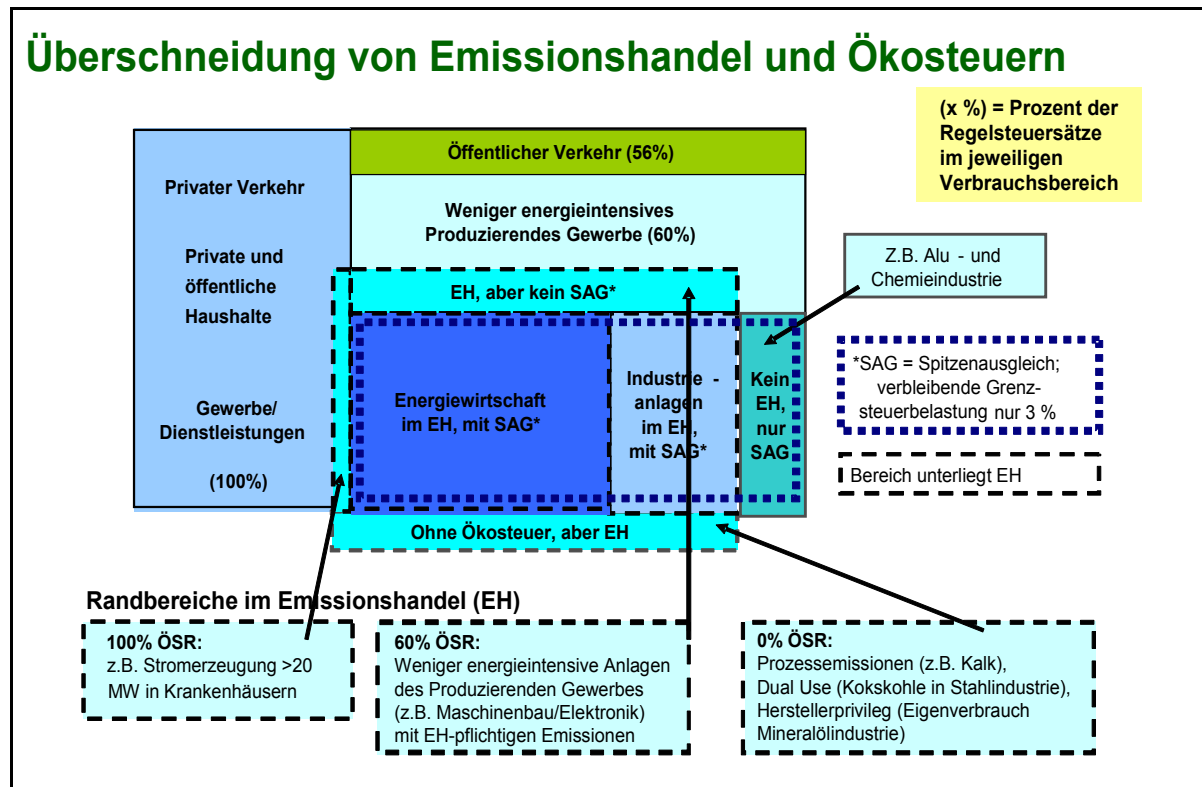 Überschneidung von Emissionshandel und Ökosteuern
(x %) = Prozent der
Regelsteuersätze
im jeweiligen
Verbrauchsbereich
Privater Verkehr
Private und
öffentliche
Haushalte
Gewerbe/
Dienstleistungen
(100%)
Öffentlicher Verkehr (56%)
Weniger energieintensives
Produzierendes Gewerbe (60%)
EH, aber kein SAG*
Energiewirtschaft
im EH, mit SAG*
Industrie -
anlagen
im EH,
mit SAG*
Kein
EH,
nur
SAG
Ohne Ökosteuer, aber EH
Z.B. Alu - und
Chemieindustrie
*SAG = Spitzenausgleich;
verbleibende Grenz-
steuerbelastung nur 3 %
Bereich unterliegt EH
Randbereiche im Emissionshandel (EH)
100% ÖSR:
z.B. Stromerzeugung >20
MW in Krankenhäusern
60% ÖSR:
Weniger energieintensive Anlagen
des Produzierenden Gewerbes
(z.B. Maschinenbau/Elektronik)
mit EH-pflichtigen Emissionen
0% ÖSR:
Prozessemissionen (z.B. Kalk),
Dual Use (Kokskohle in Stahlindustrie),
Herstellerprivileg (Eigenverbrauch
Mineralölindustrie)